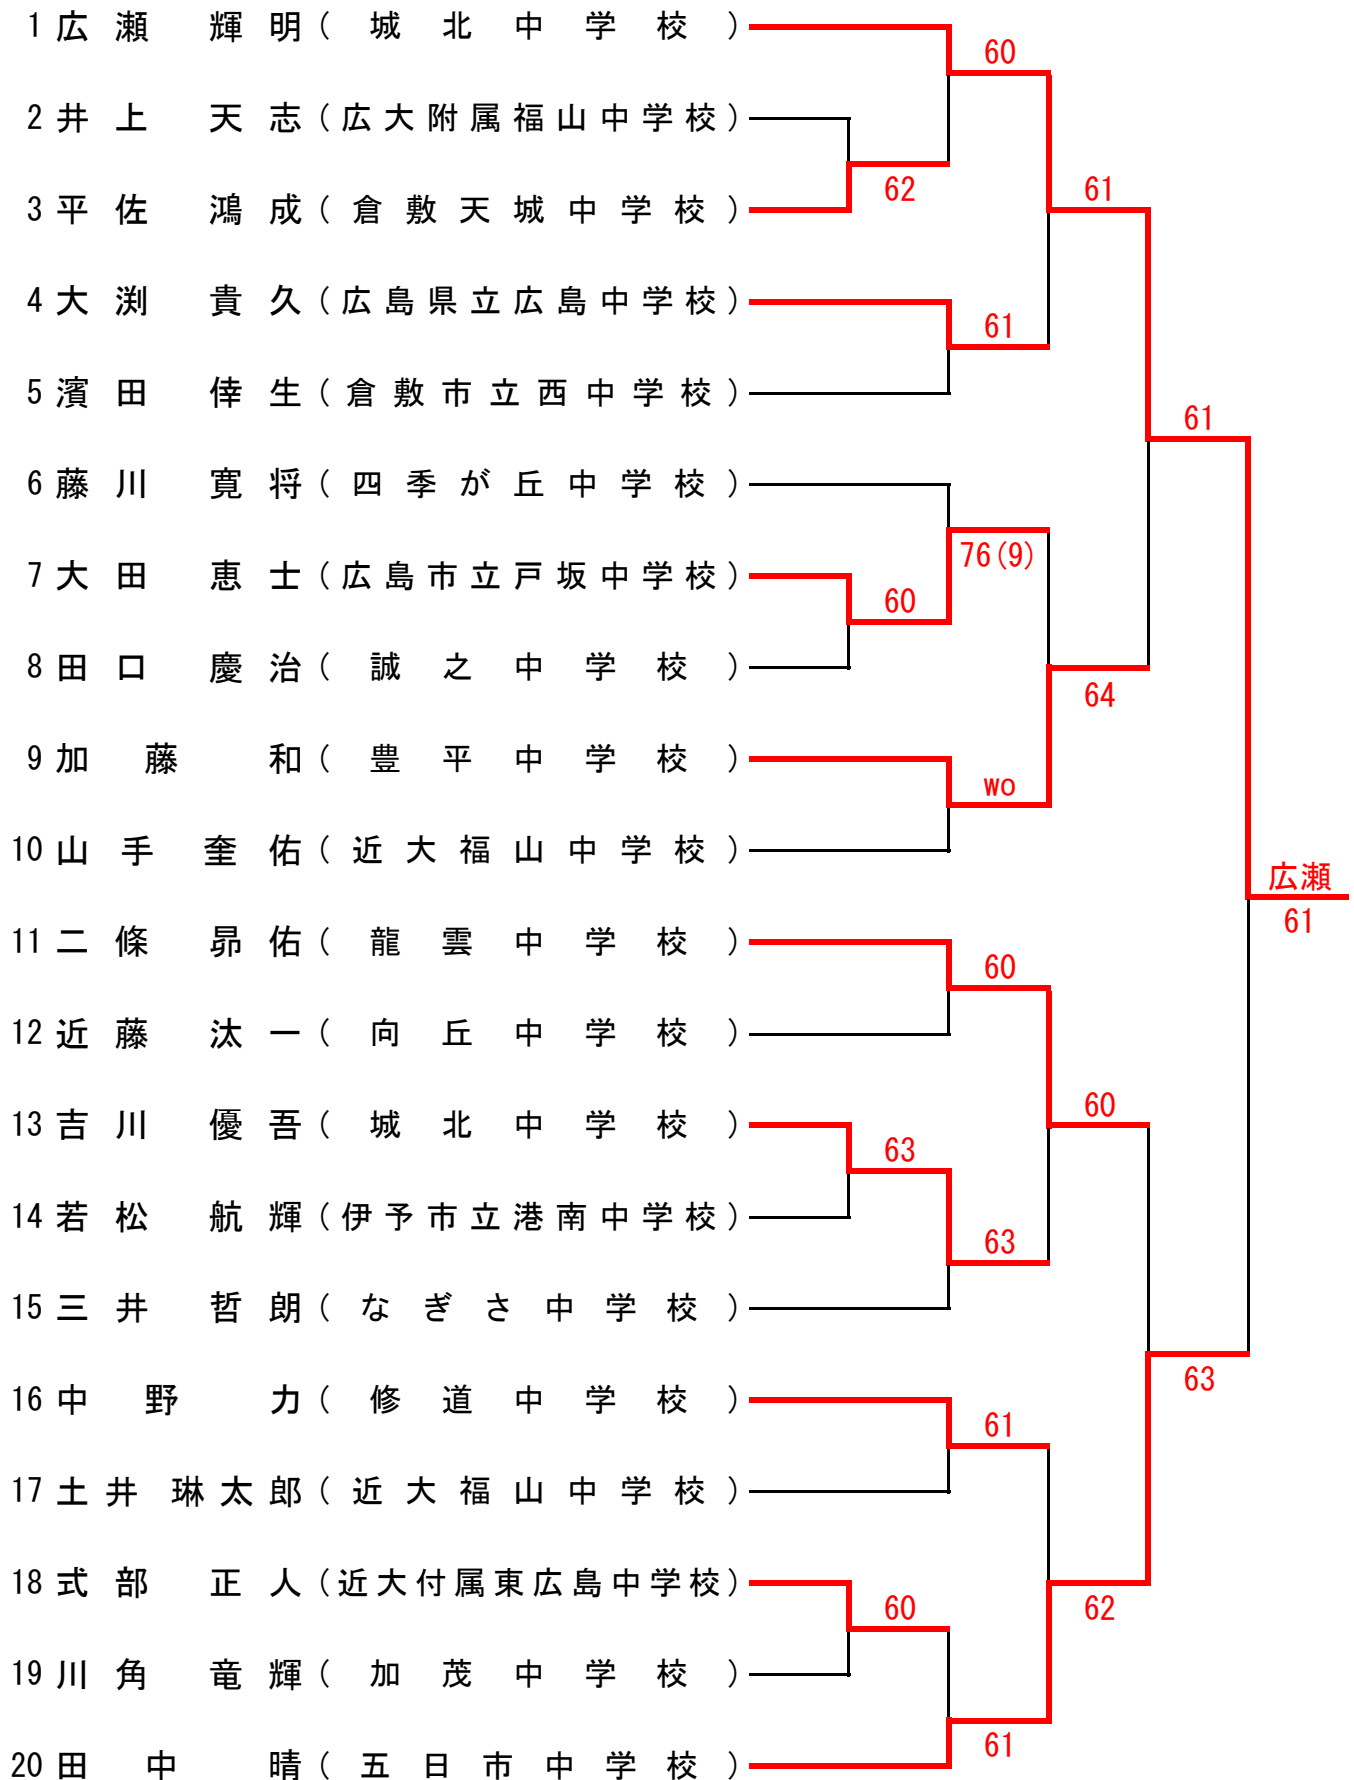 1 広瀬 輝明 (城北中学校)
60
2 井上 天志 (広大附属福山中学校)
62
61
3 平佐 鴻成 (倉敷天城中学校)
4 大渕 貴久 (広島県立広島中学校)
61
5 濱田 倖生 (倉敷市立西中学校)
61
6 藤川 寛将 (四季が丘中学校)
76(9)
7 大田 恵士 (広島市立戸坂中学校)
60
8 田口 慶治 (誠之中学校)
64
9 加藤 和 (豊平中学校)
wo
10 山手 奎佑 (近大福山中学校)
広瀬
61
11 二條 昴佑 (龍雲中学校)
60
12 近藤 汰一 (向丘中学校)
60
13 吉川 優吾 (城北中学校)
63
14 若松 航輝 (伊予市立港南中学校)
63
15 三井 哲朗 (なぎさ中学校)
63
16 中野 力 (修道中学校)
61
17 土井 琳太郎 (近大福山中学校)
18 式部 正人 (近大付属東広島中学校)
60
62
19 川角 竜輝 (加茂中学校)
61
20 田中 晴 (五日市中学校)